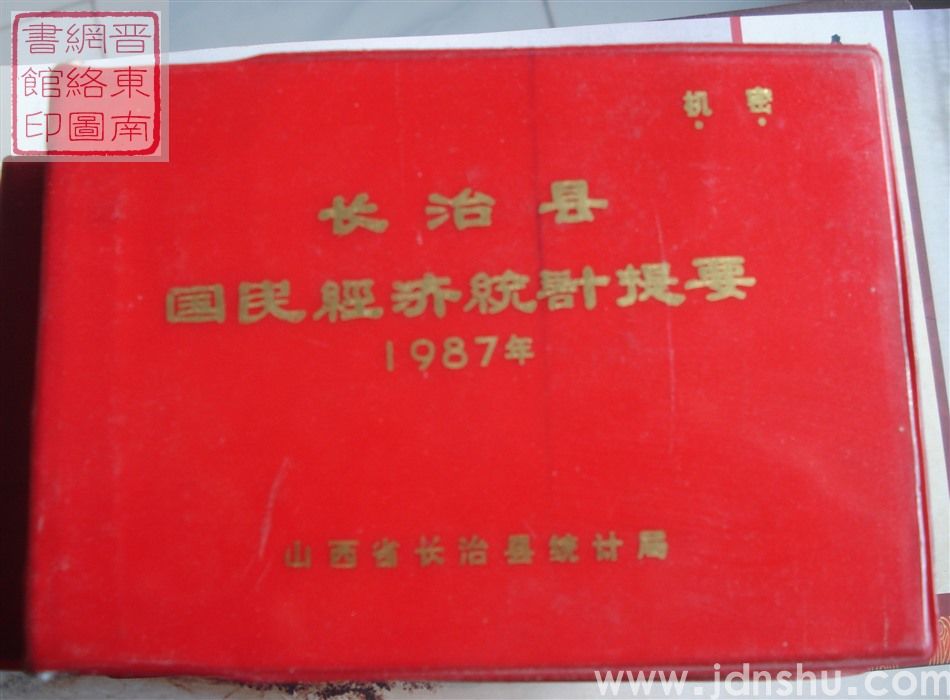 晋東南
網絡圖
書館印
机密
长治县
国民經济統計提要
1987年
山西省长治县统计局
www.jdnshu.com